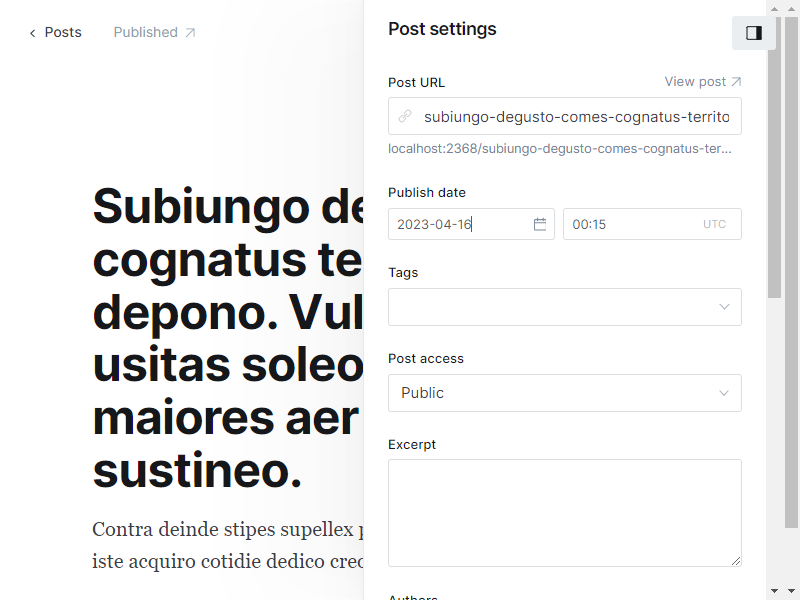 Posts
Published
Post settings
Post URL
View post
subiungo-degusto-comes-cognatus-territo
localhost:2368/subiungo-degusto-comes-cognatus-ter...
Publish date
2023-04-16
00:15
UTC
Tags
Post access
Public
Excerpt
Authors
Subiungo de
cognatus te
depono. Vul
usitas soleo
maiores aer
sustineo.
Contra deinde stipes supellex p
iste acquiro cotidie dedico cred